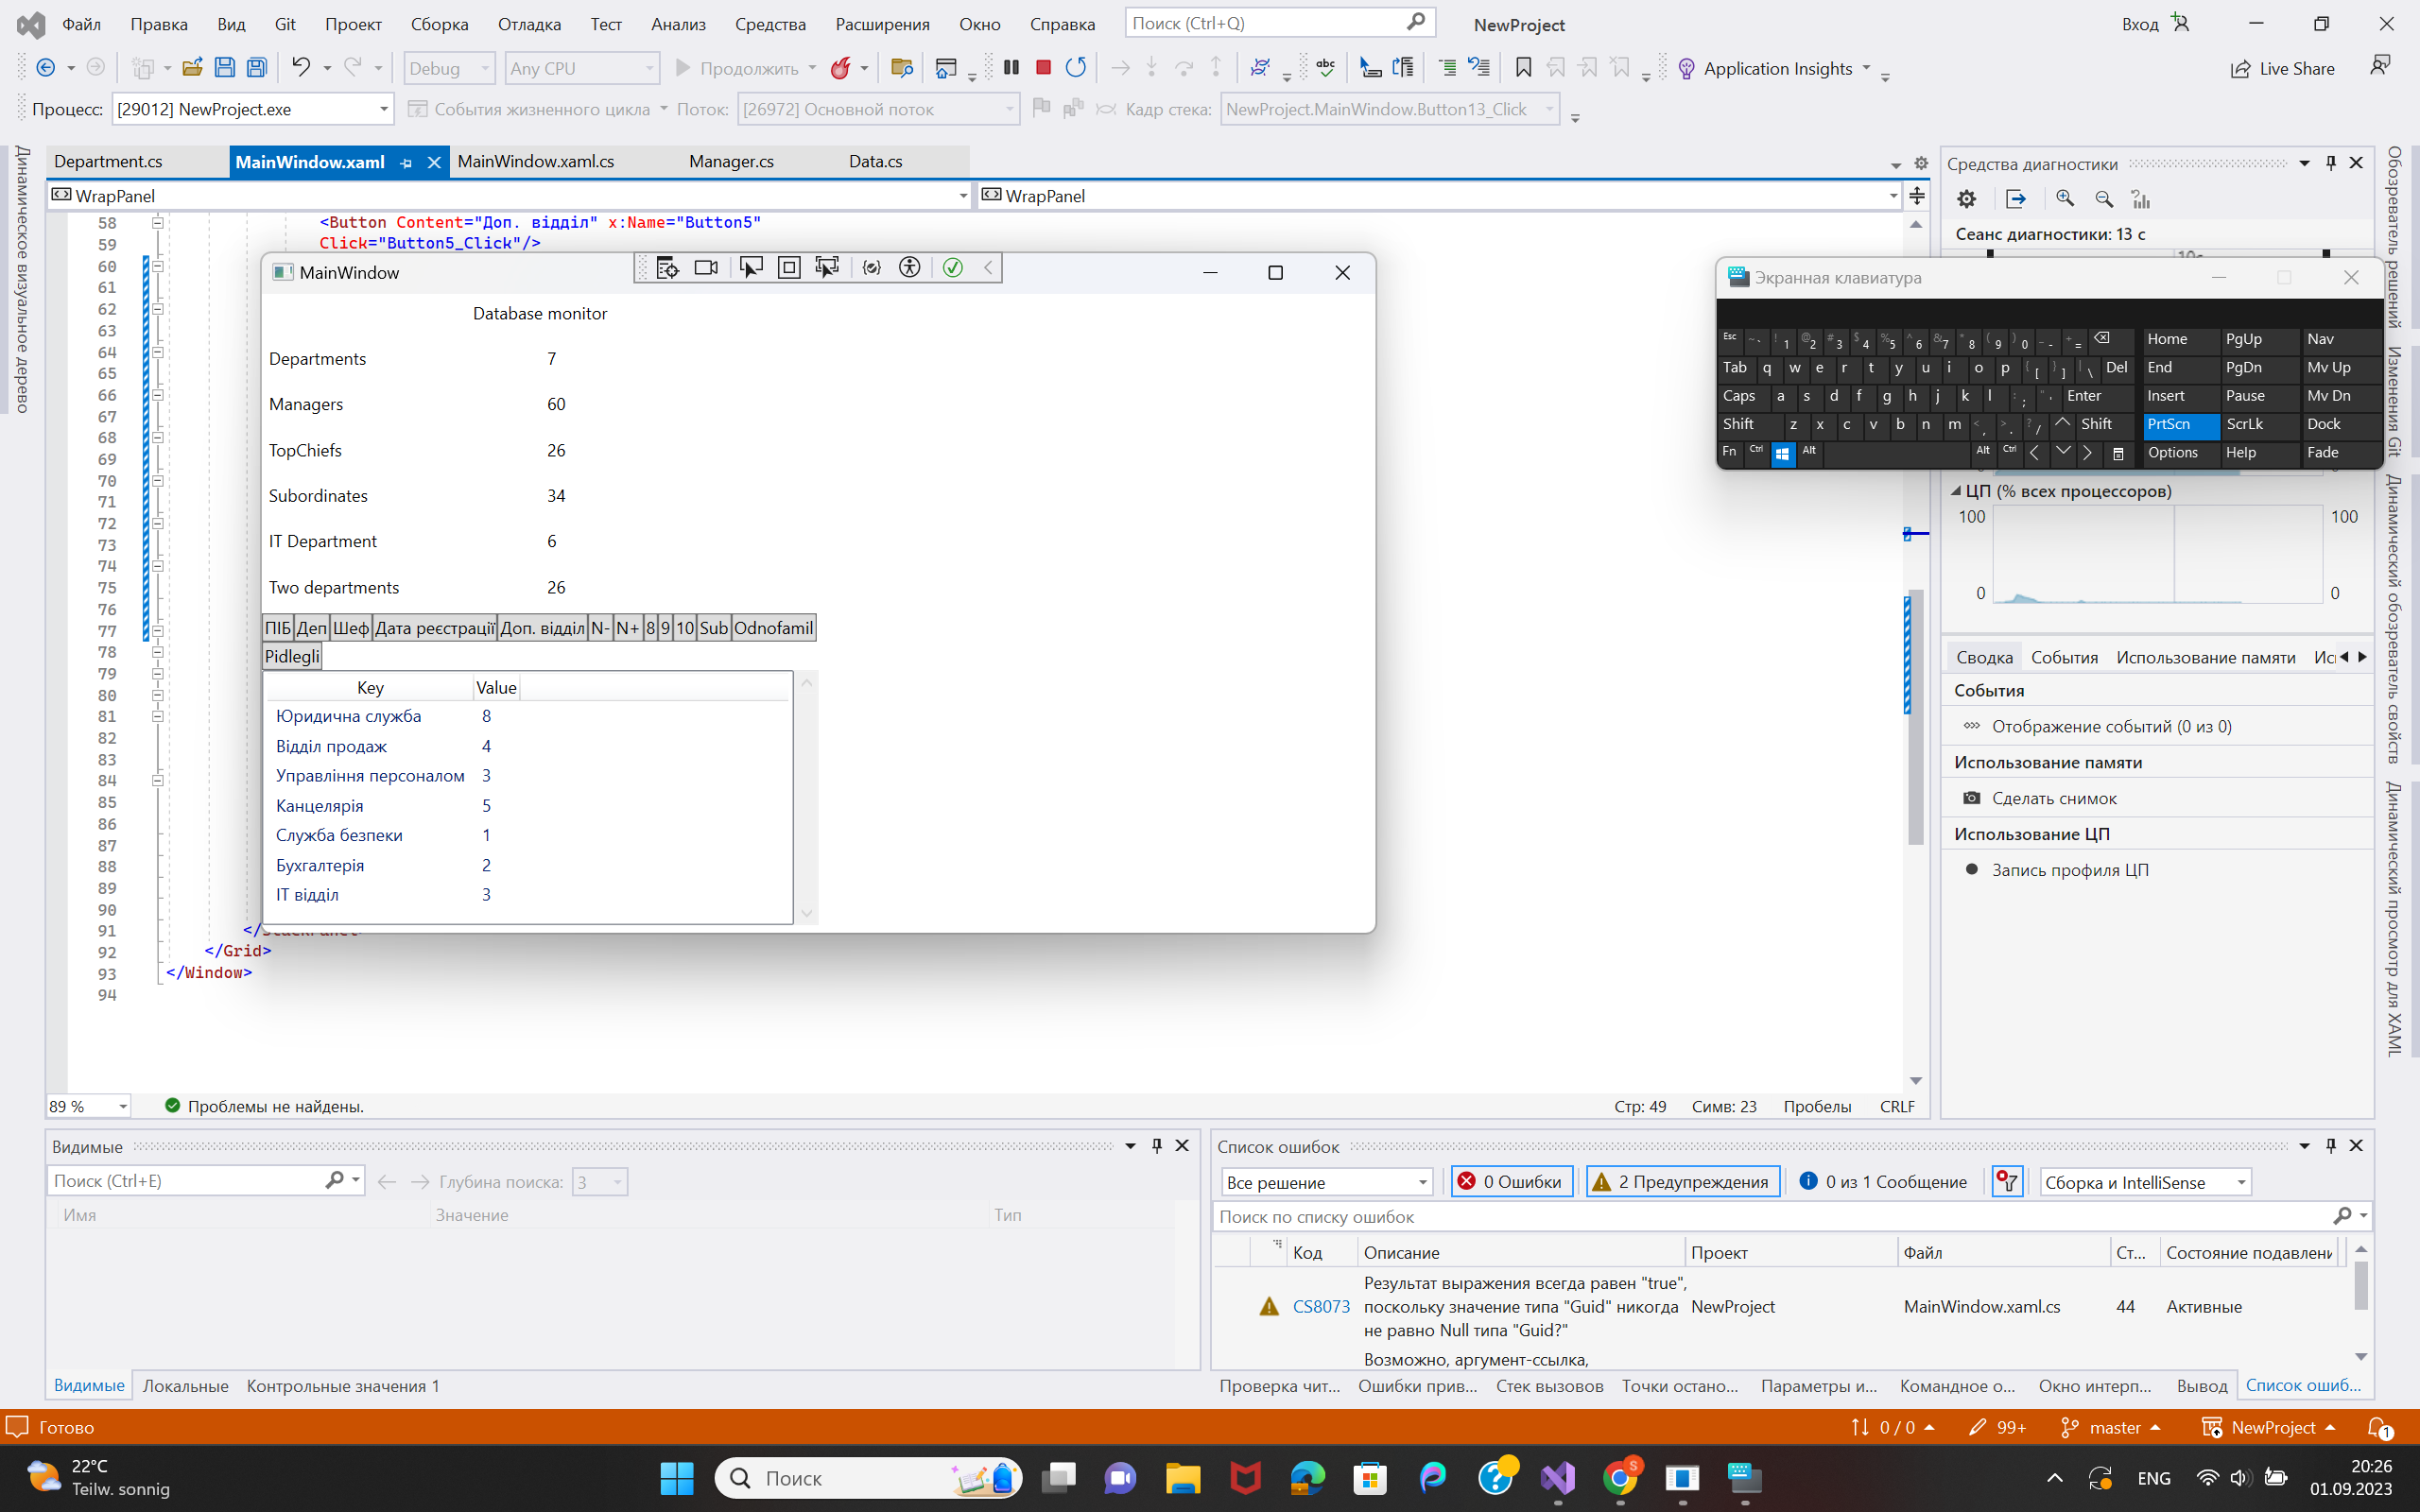 Файл Правка Вид Git Проект Сборка Отладка Тест Анализ Средства Расширения Окно Справка Поиск (Ctrl+Q) NewProject Вход
Debug Any CPU Продолжить Application Insights Live Share
Процесс: [29012] NewProject.exe События жизненного цикла Поток: [26972] Основной поток Кадр стека: NewProject.MainWindow.Button13_Click
Динамическое визуальное дерево
Department.cs MainWindow.xaml MainWindow.xaml.cs Manager.cs Data.cs
WrapPanel WrapPanel
58 <Button Content="Доп. відділ" x:Name="Button5"
59 Click="Button5_Click"/>
60
61
62
63
64
65
66
67
68
69
70
71
72
73
74
75
76
77
78
79
80
81
82
83
84
85
86
87
88
89
90
91
92 </Grid>
93 </Window>
94
MainWindow
Database monitor
Departments 7
Managers 60
TopChiefs 26
Subordinates 34
IT Department 6
Two departments 26
ПІБ Деп Шеф Дата реєстрації Доп. відділ N- N+ 8 9 10 Sub Odnofamil
Pidlegli
Key Value
Юридична служба 8
Відділ продаж 4
Управління персоналом 3
Канцелярія 5
Служба безпеки 1
Бухгалтерія 2
IT відділ 3
89 % Проблемы не найдены. Стр: 49 Симв: 23 Пробелы CRLF
Средства диагностики
Сеанс диагностики: 13 с
Экранная клавиатура
Esc ~ ` ! 1 @ 2 # 3 $ 4 % 5 ^ 6 & 7 * 8 ( 9 ) 0 _ - + = Home PgUp Nav
Tab q w e r t y u i o p { [ } ] | \ Del End PgDn Mv Up
Caps a s d f g h j k l : ; " ' Enter Insert Pause Mv Dn
Shift z x c v b n m < , > . ? / Shift PrtScn ScrLk Dock
Fn Ctrl Alt Alt Ctrl Options Help Fade
ЦП (% всех процессоров)
100 100
0 0
Сводка События Использование памяти
События
Отображение событий (0 из 0)
Использование памяти
Сделать снимок
Использование ЦП
Запись профиля ЦП
Обозреватель решений
Изменения Git
Динамический обозреватель свойств
Динамический просмотр для XAML
Видимые
Поиск (Ctrl+E) Глубина поиска: 3
Имя Значение Тип
Видимые Локальные Контрольные значения 1
Список ошибок
Все решение 0 Ошибки 2 Предупреждения 0 из 1 Сообщение Сборка и IntelliSense
Поиск по списку ошибок
Код Описание Проект Файл Ст... Состояние подавлени
CS8073 Результат выражения всегда равен "true", поскольку значение типа "Guid" никогда не равно Null типа "Guid?" NewProject MainWindow.xaml.cs 44 Активные
Возможно, аргумент-ссылка,
Проверка чит... Ошибки прив... Стек вызовов Точки остано... Параметры и... Командное о... Окно интерп... Вывод Список ошиб...
Готово 0 / 0 99+ master NewProject 1
22°C
Teilw. sonnig
Поиск
S
ENG
20:26
01.09.2023